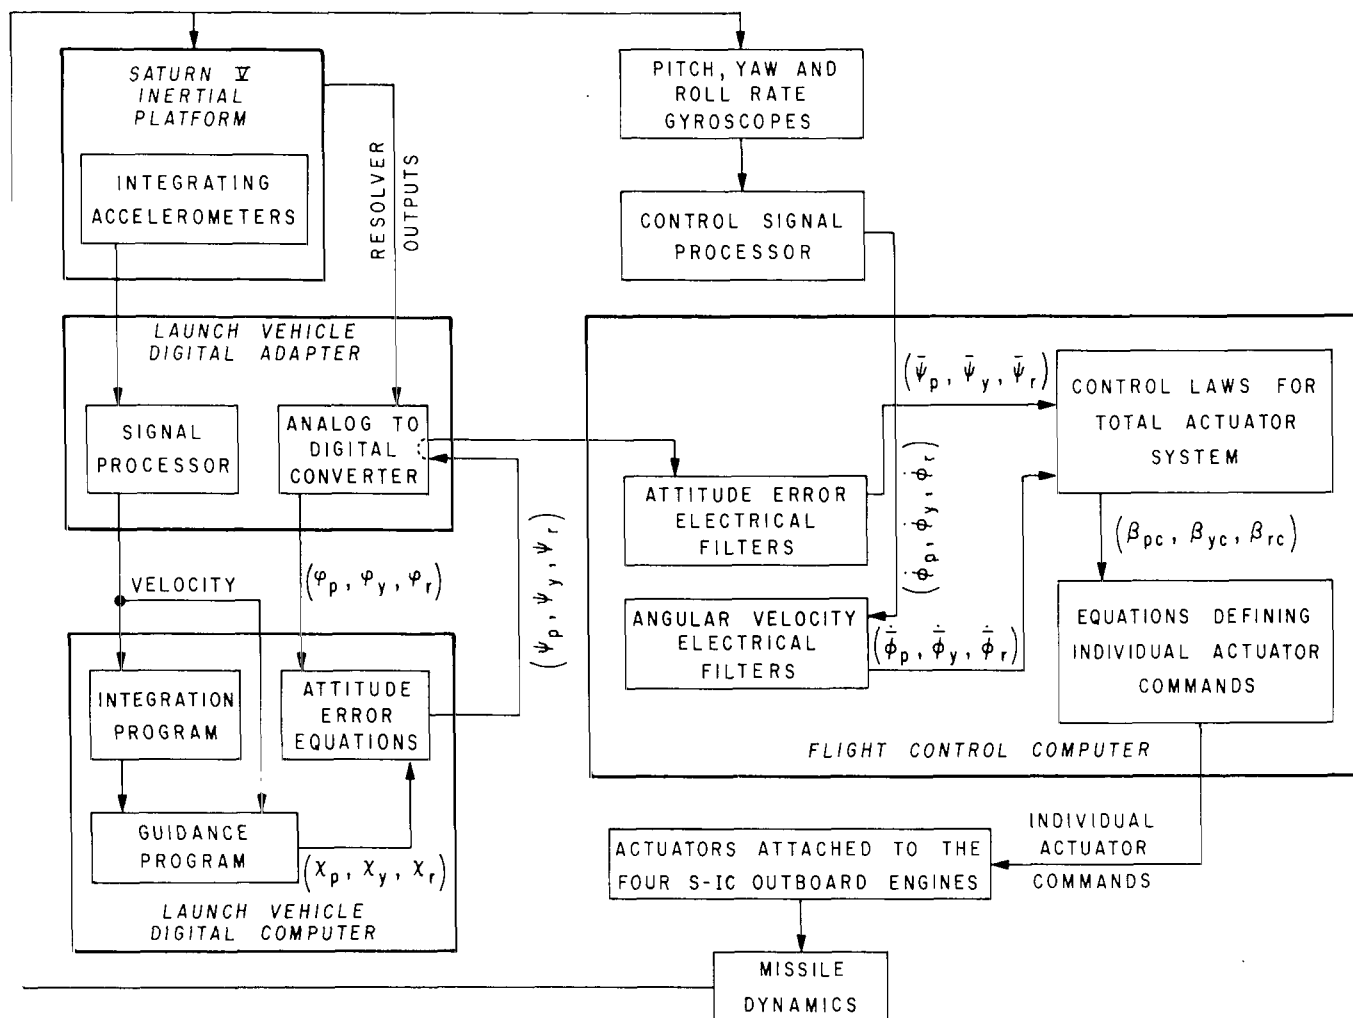 SATURN V
INERTIAL
PLATFORM
INTEGRATING
ACCELEROMETERS
RESOLVER
OUTPUTS
PITCH, YAW AND
ROLL RATE
GYROSCOPES
CONTROL SIGNAL
PROCESSOR
LAUNCH VEHICLE
DIGITAL ADAPTER
SIGNAL
PROCESSOR
ANALOG TO
DIGITAL
CONVERTER
VELOCITY
(φp, φy, φr)
(ψp, ψy, ψr)
INTEGRATION
PROGRAM
ATTITUDE
ERROR
EQUATIONS
GUIDANCE
PROGRAM
(χp, χy, χr)
LAUNCH VEHICLE
DIGITAL COMPUTER
ATTITUDE ERROR
ELECTRICAL
FILTERS
(ψ̄p, ψ̄y, ψ̄r)
(ϕ̇p, ϕ̇y, ϕ̇r)
ANGULAR VELOCITY
ELECTRICAL
FILTERS
(ϕ̄̇p, ϕ̄̇y, ϕ̄̇r)
CONTROL LAWS FOR
TOTAL ACTUATOR
SYSTEM
(βpc, βyc, βrc)
EQUATIONS DEFINING
INDIVIDUAL ACTUATOR
COMMANDS
FLIGHT CONTROL COMPUTER
INDIVIDUAL
ACTUATOR
COMMANDS
ACTUATORS ATTACHED TO THE
FOUR S-IC OUTBOARD ENGINES
MISSILE
DYNAMICS